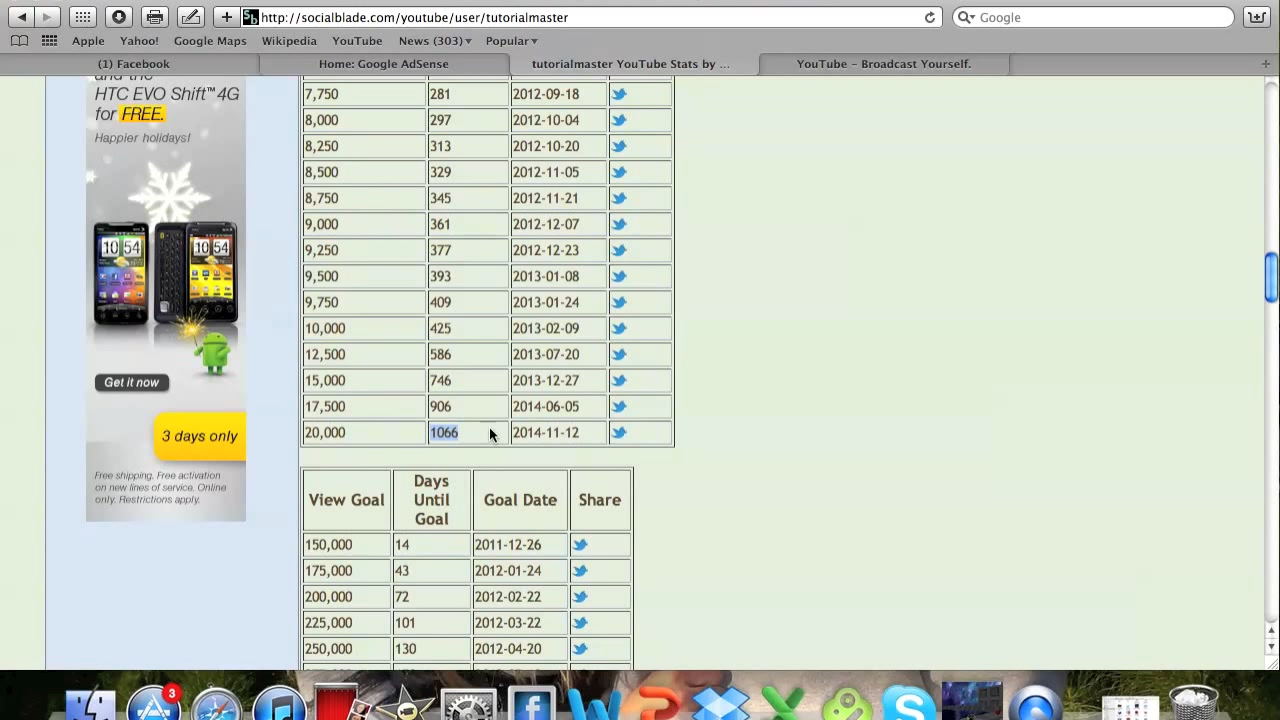 http://socialblade.com/youtube/user/tutorialmaster
Google
Apple Yahoo! Google Maps Wikipedia YouTube News (303) Popular
(1) Facebook Home: Google AdSense tutorialmaster YouTube Stats by ... YouTube – Broadcast Yourself.
and the
HTC EVO Shift™ 4G
for FREE.
Happier holidays!
10 54
10 54
Get it now
3 days only
Free shipping. Free activation
on new lines of service. Online
only. Restrictions apply.
7,750 281 2012-09-18
8,000 297 2012-10-04
8,250 313 2012-10-20
8,500 329 2012-11-05
8,750 345 2012-11-21
9,000 361 2012-12-07
9,250 377 2012-12-23
9,500 393 2013-01-08
9,750 409 2013-01-24
10,000 425 2013-02-09
12,500 586 2013-07-20
15,000 746 2013-12-27
17,500 906 2014-06-05
20,000 1066 2014-11-12
View Goal Days Until Goal Goal Date Share
150,000 14 2011-12-26
175,000 43 2012-01-24
200,000 72 2012-02-22
225,000 101 2012-03-22
250,000 130 2012-04-20
3